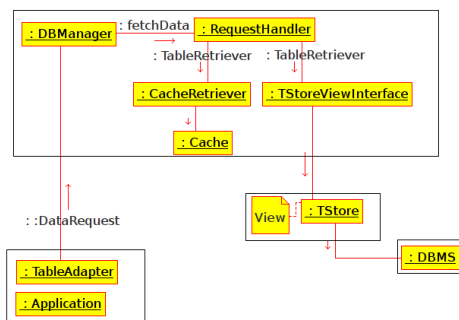 : fetchData
: DBManager
: RequestHandler
: TableRetriever
: TableRetriever
: CacheRetriever
: TStoreViewInterface
: Cache
View
: TStore
: :DataRequest
: DBMS
: TableAdapter
: Application